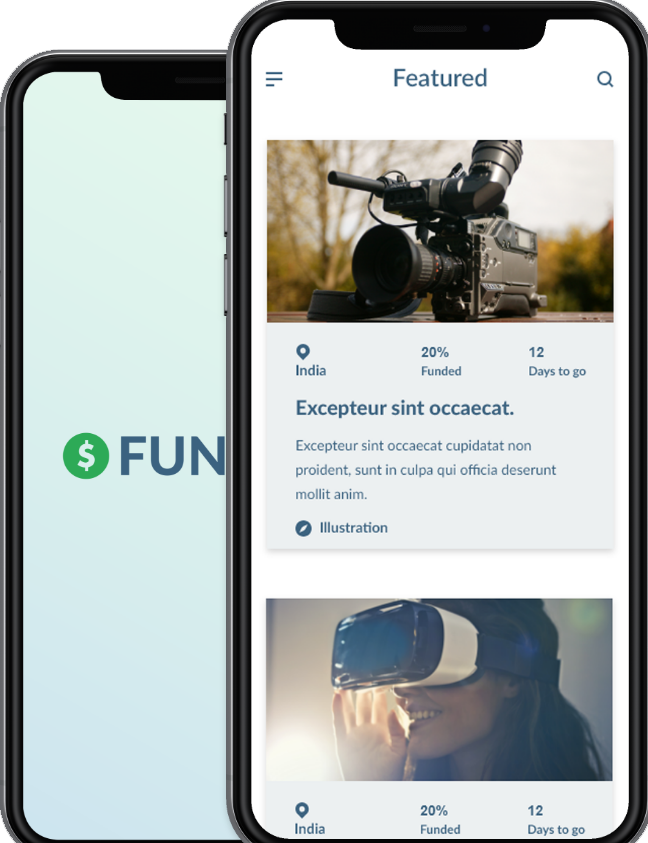 $ FUN
Featured
India
20%
Funded
12
Days to go
Excepteur sint occaecat.
Excepteur sint occaecat cupidatat non
proident, sunt in culpa qui officia deserunt
mollit anim.
Illustration
India
20%
Funded
12
Days to go